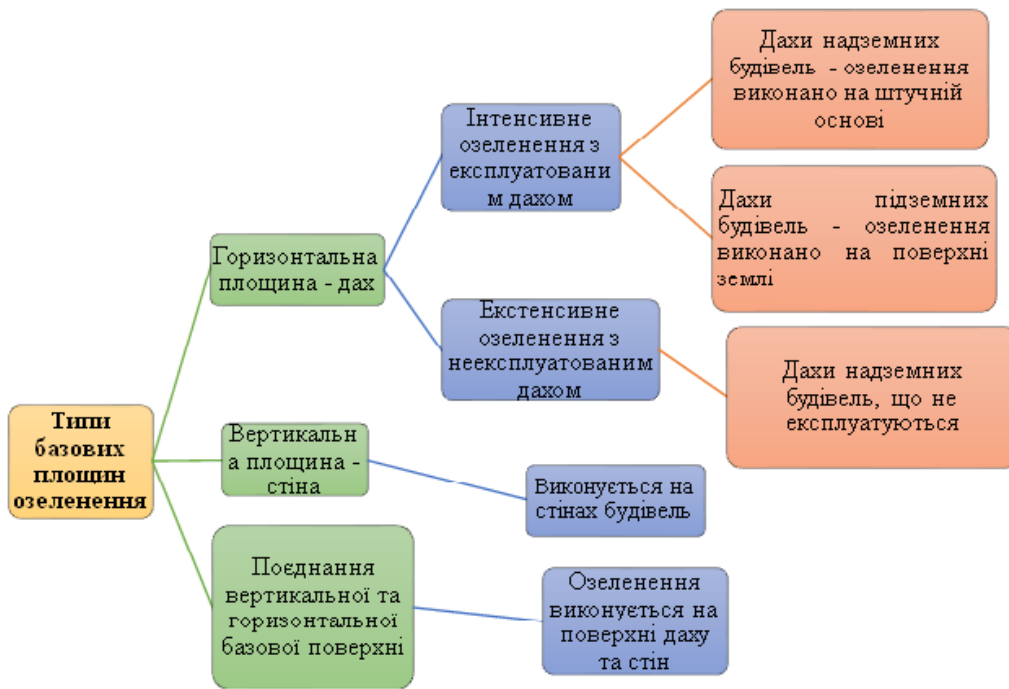 Типи
базових
площин
озеленення
Горизонтальна
площина - дах
Інтенсивне
озеленення з
експлуатовани
м дахом
Дахи надземних
будівель - озеленення
виконано на штучній
основі
Дахи підземних
будівель - озеленення
виконано на поверхні
землі
Екстенсивне
озеленення з
неексплуатованим
дахом
Дахи надземних
будівель, що не
експлуатуються
Вертикальн
а площина -
стіна
Виконується на
стінах будівель
Поєднання
вертикальної та
горизонтальної
базової поверхні
Озеленення
виконується на
поверхні даху
та стін